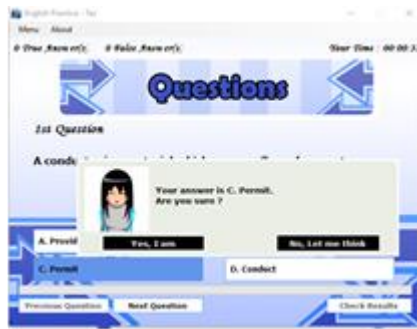 English Practice -
Menu About
0 True Answer(s). 0 False Answer(s). Your Time : 00:00:3
Questions
1st Question
A
Your answer is C. Permit.
Are you sure ?
Yes, I am No, Let me think
A. Provid
C. Permit D. Conduct
Previous Question Next Question Check Results